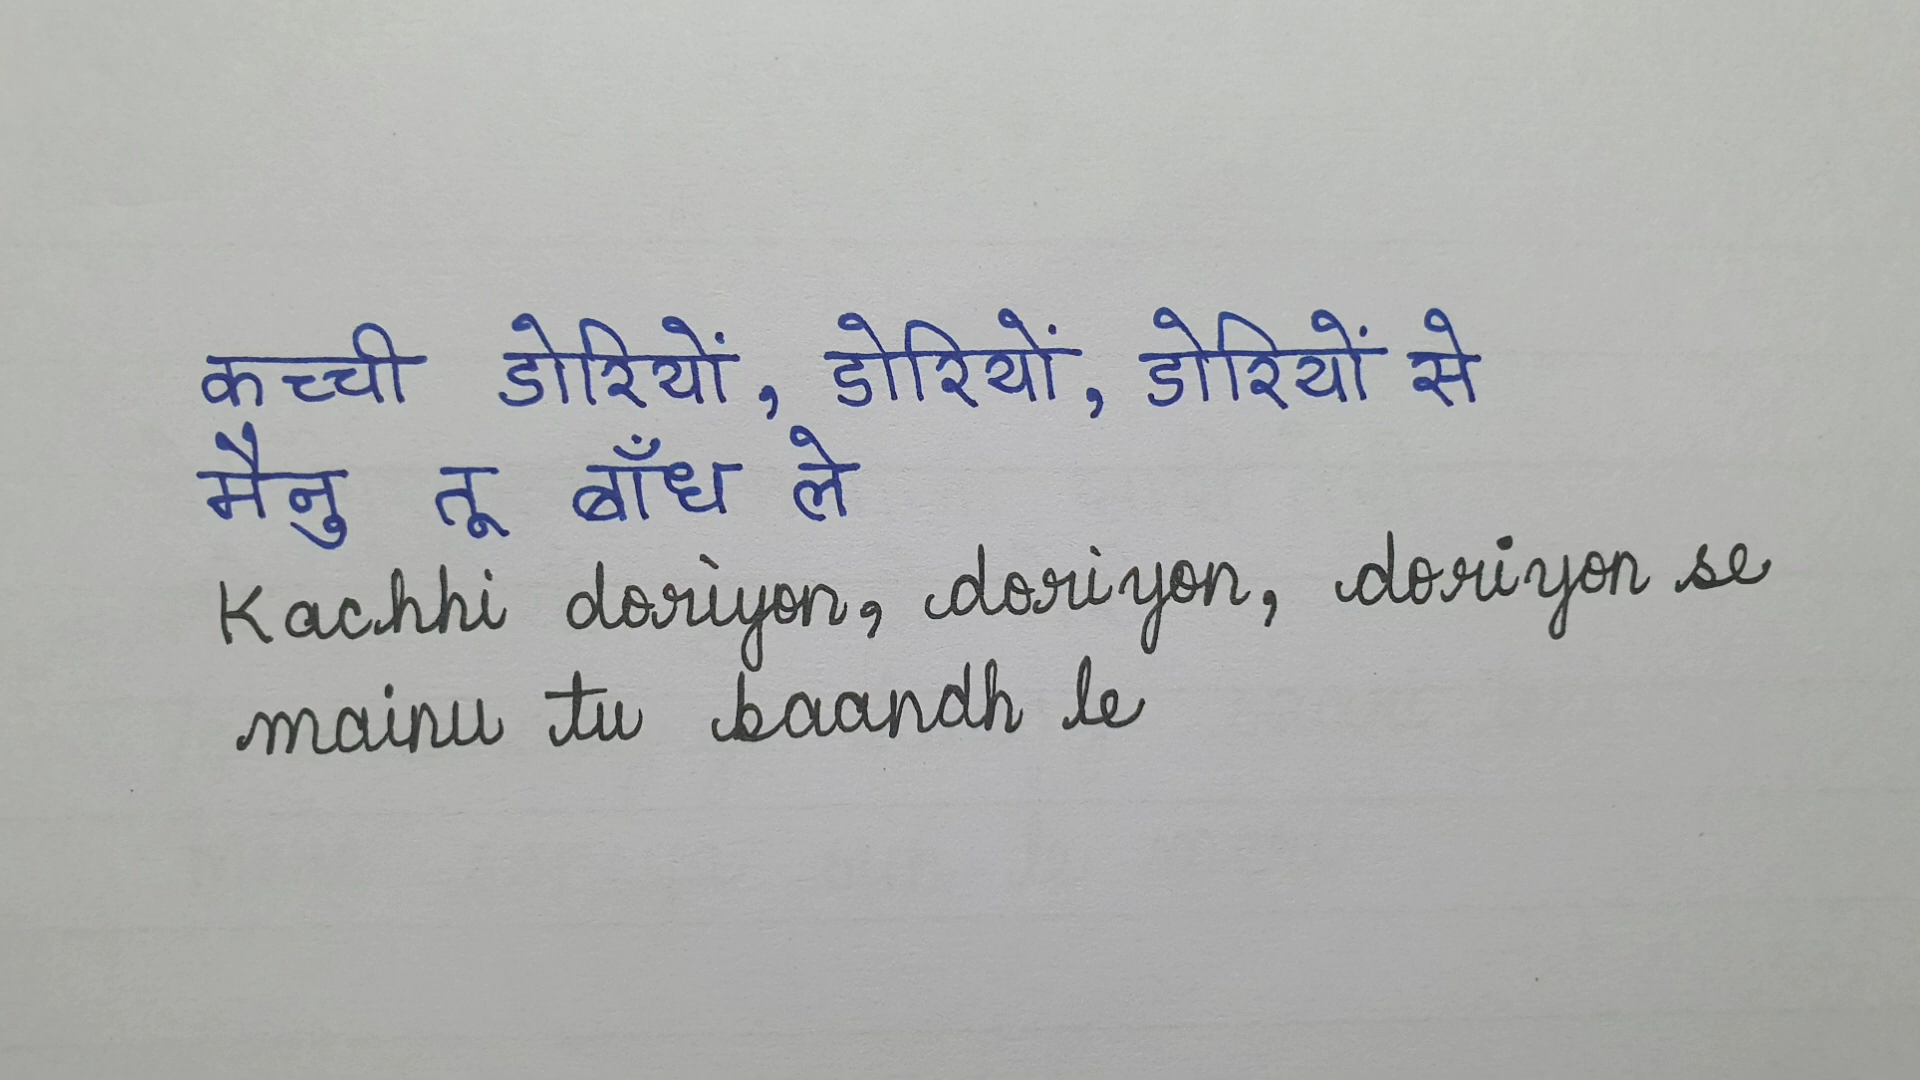 कच्ची डोरियों, डोरियों, डोरियों से
मैनु तू बाँध ले
Kachhi doriyon, doriyon, doriyon se
mainu tu baandh le